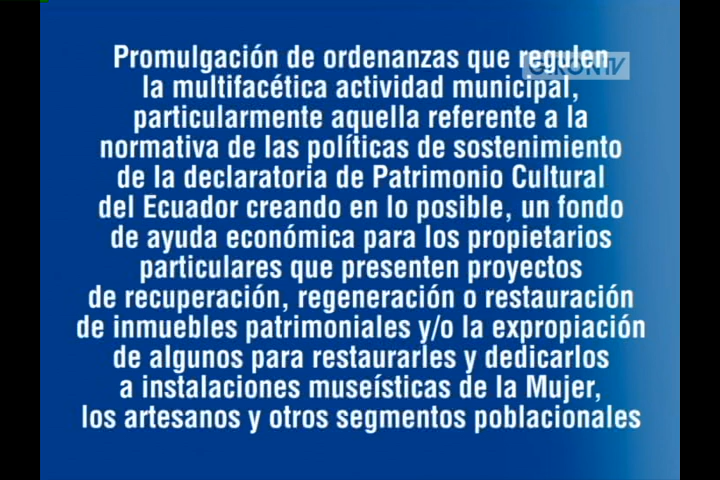 Promulgación de ordenanzas que regulen
GIRONTV
la multifacética actividad municipal,
particularmente aquella referente a la
normativa de las políticas de sostenimiento
de la declaratoria de Patrimonio Cultural
del Ecuador creando en lo posible, un fondo
de ayuda económica para los propietarios
particulares que presenten proyectos
de recuperación, regeneración o restauración
de inmuebles patrimoniales y/o la expropiación
de algunos para restaurarles y dedicarlos
a instalaciones museísticas de la Mujer,
los artesanos y otros segmentos poblacionales